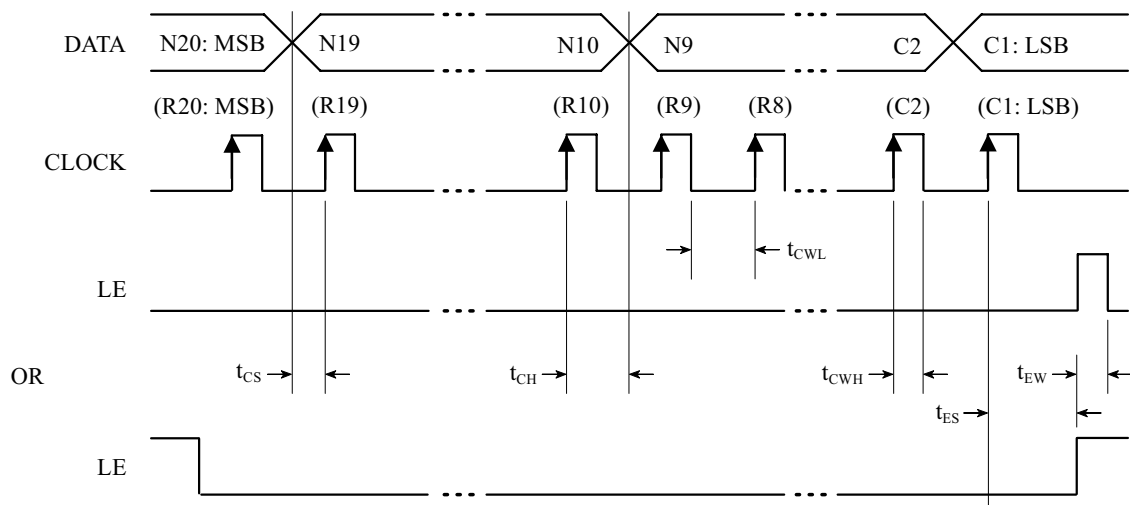 DATA N20: MSB N19 N10 N9 C2 C1: LSB
(R20: MSB) (R19) (R10) (R9) (R8) (C2) (C1: LSB)
CLOCK
tCWL
LE
OR tCS tCH tCWH tEW
tES
LE